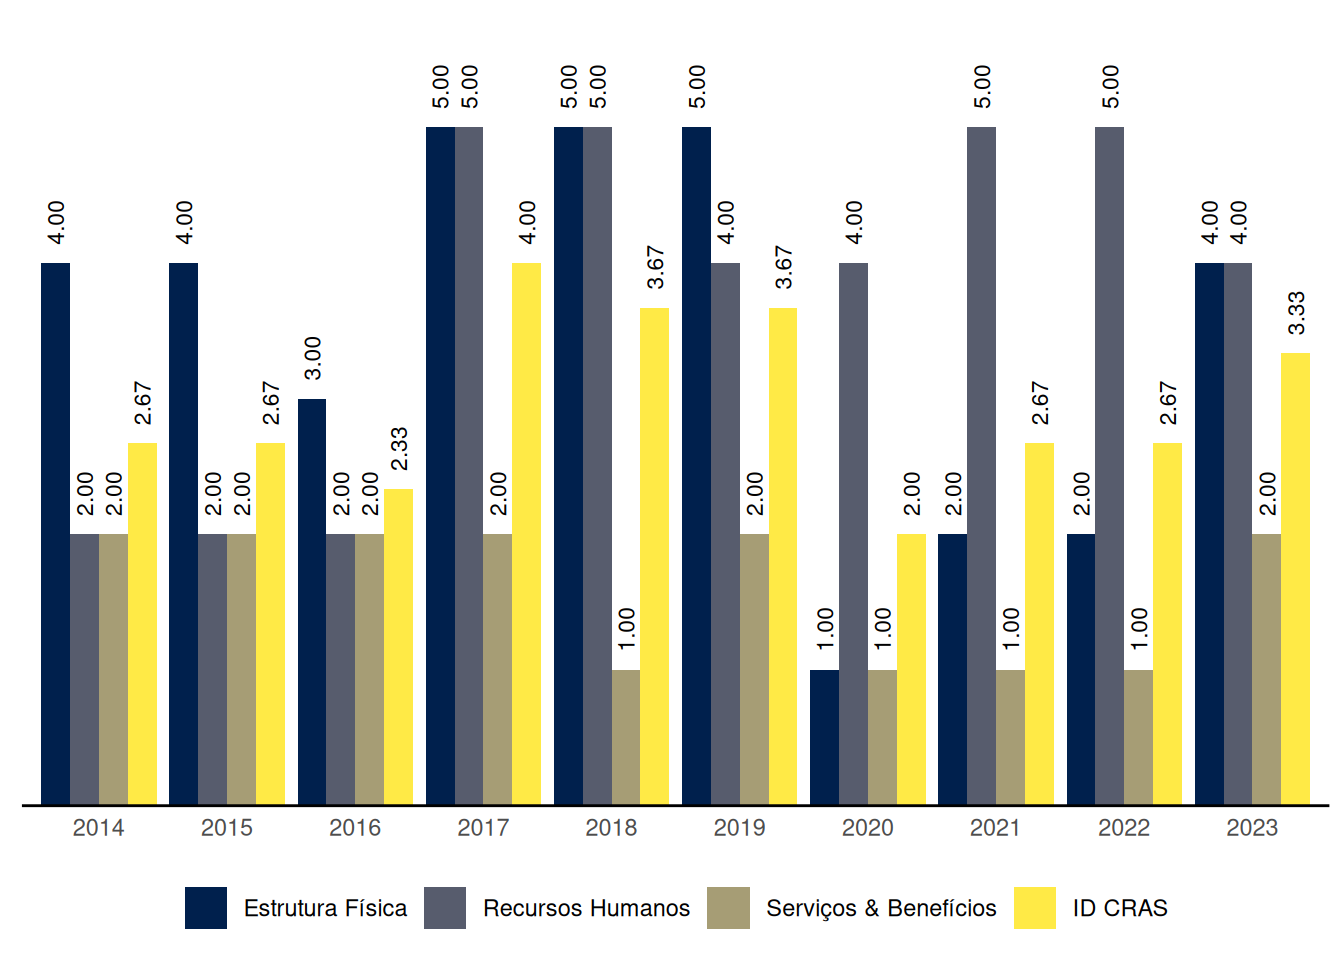 5.00 5.00 5.00 5.00 5.00 5.00 5.00
4.00 4.00 4.00 4.00 4.00 4.00 4.00
3.67 3.67
3.33
3.00
2.67 2.67 2.67 2.67
2.33
2.00 2.00 2.00 2.00 2.00 2.00 2.00 2.00 2.00 2.00 2.00 2.00
1.00 1.00 1.00 1.00 1.00
2014 2015 2016 2017 2018 2019 2020 2021 2022 2023
Estrutura Física Recursos Humanos Serviços & Benefícios ID CRAS